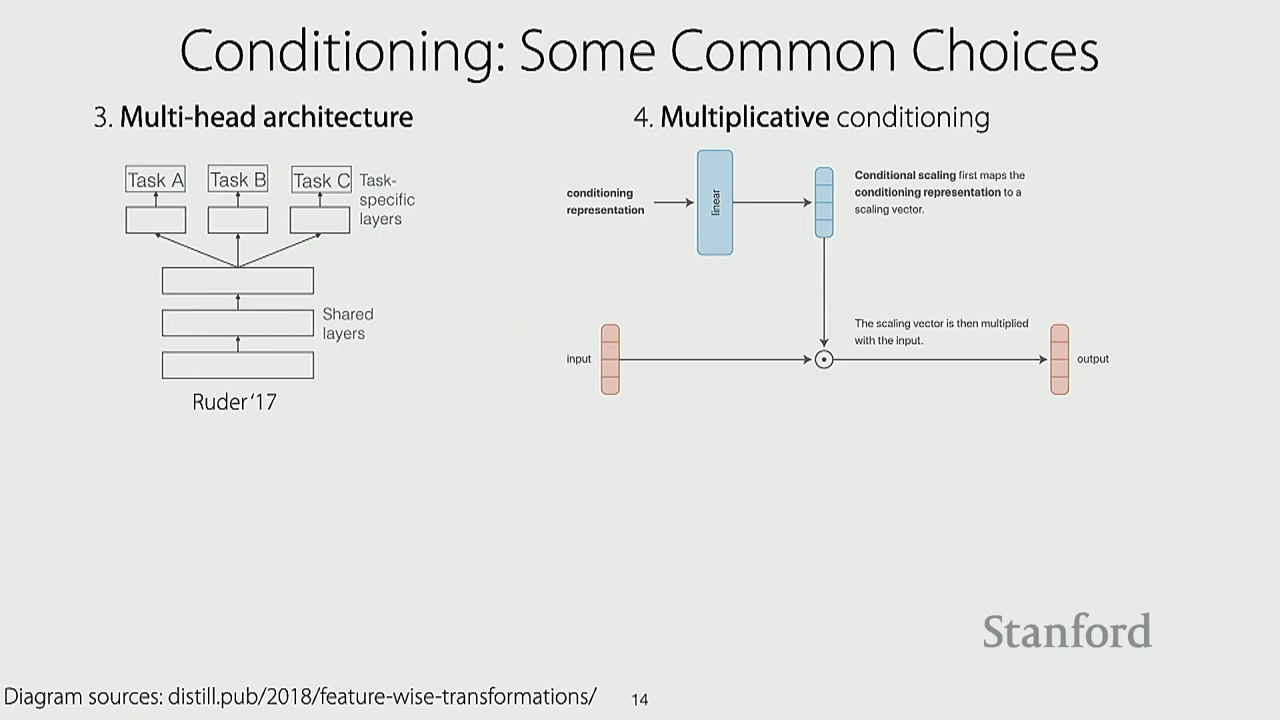 Conditioning: Some Common Choices
3. Multi-head architecture
Task A
Task B
Task C
Task-
specific
layers
Shared
layers
Ruder '17
4. Multiplicative conditioning
conditioning
representation
linear
Conditional scaling first maps the
conditioning representation to a
scaling vector.
The scaling vector is then multiplied
with the input.
input
output
Stanford
Diagram sources: distill.pub/2018/feature-wise-transformations/
14